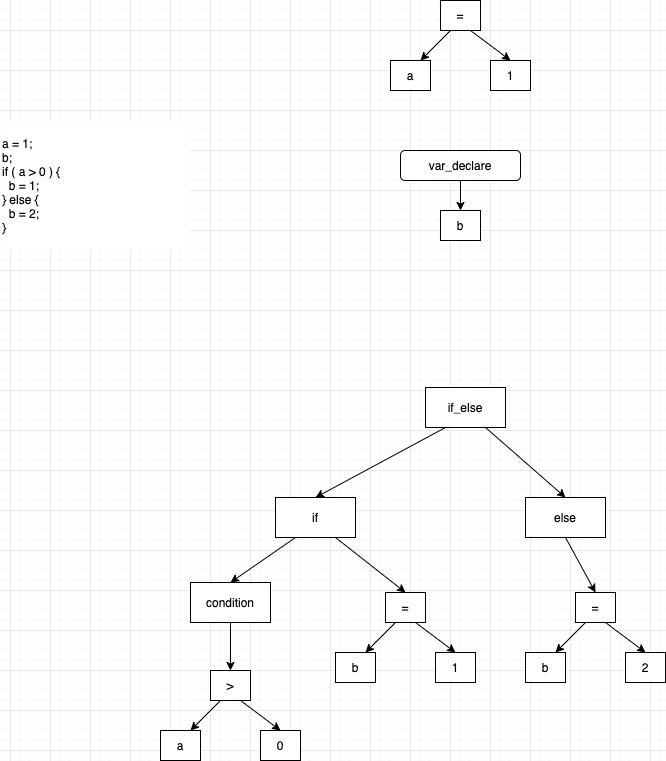 =
a
1
a = 1;
b;
if ( a > 0 ) {
  b = 1;
} else {
  b = 2;
}
var_declare
b
if_else
if
else
condition
=
=
b
1
b
2
>
a
0